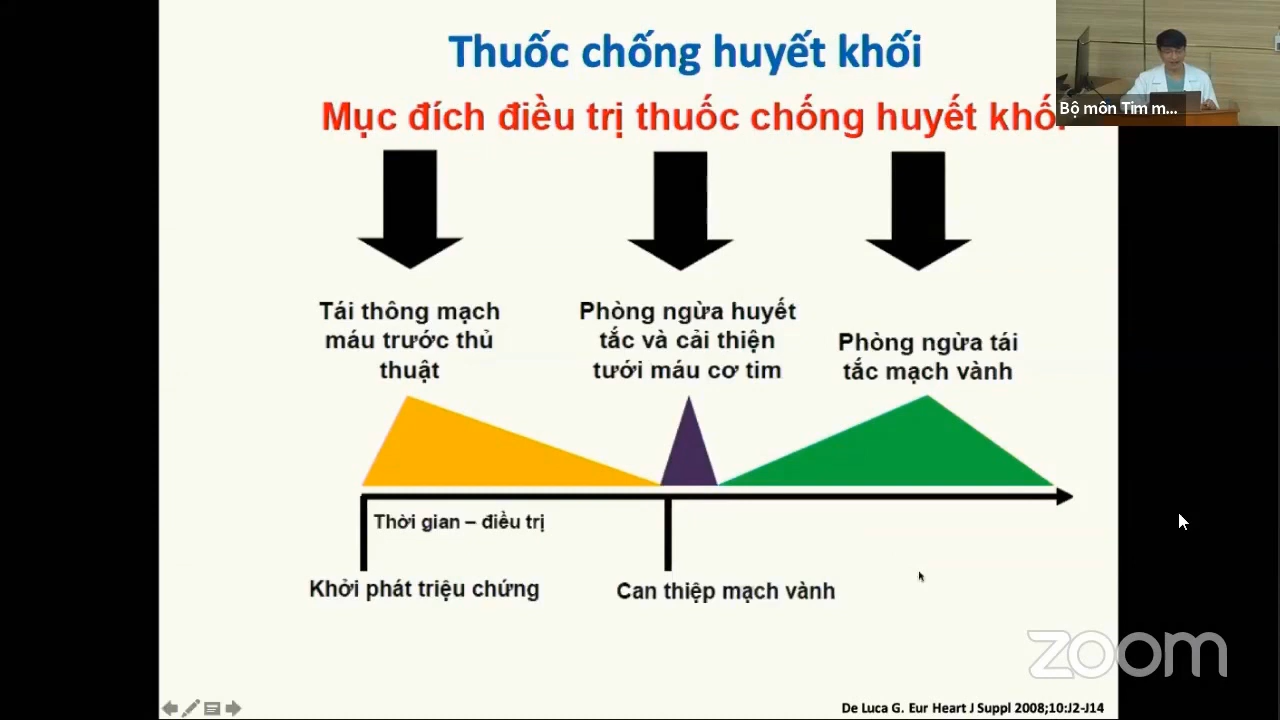 Thuốc chống huyết khối
Bộ môn Tim m...
Mục đích điều trị thuốc chống huyết khối
Tái thông mạch
máu trước thủ
thuật
Phòng ngừa huyết
tắc và cải thiện
tưới máu cơ tim
Phòng ngừa tái
tắc mạch vành
Thời gian – điều trị
Khởi phát triệu chứng
Can thiệp mạch vành
zoom
De Luca G. Eur Heart J Suppl 2008;10:J2-J14